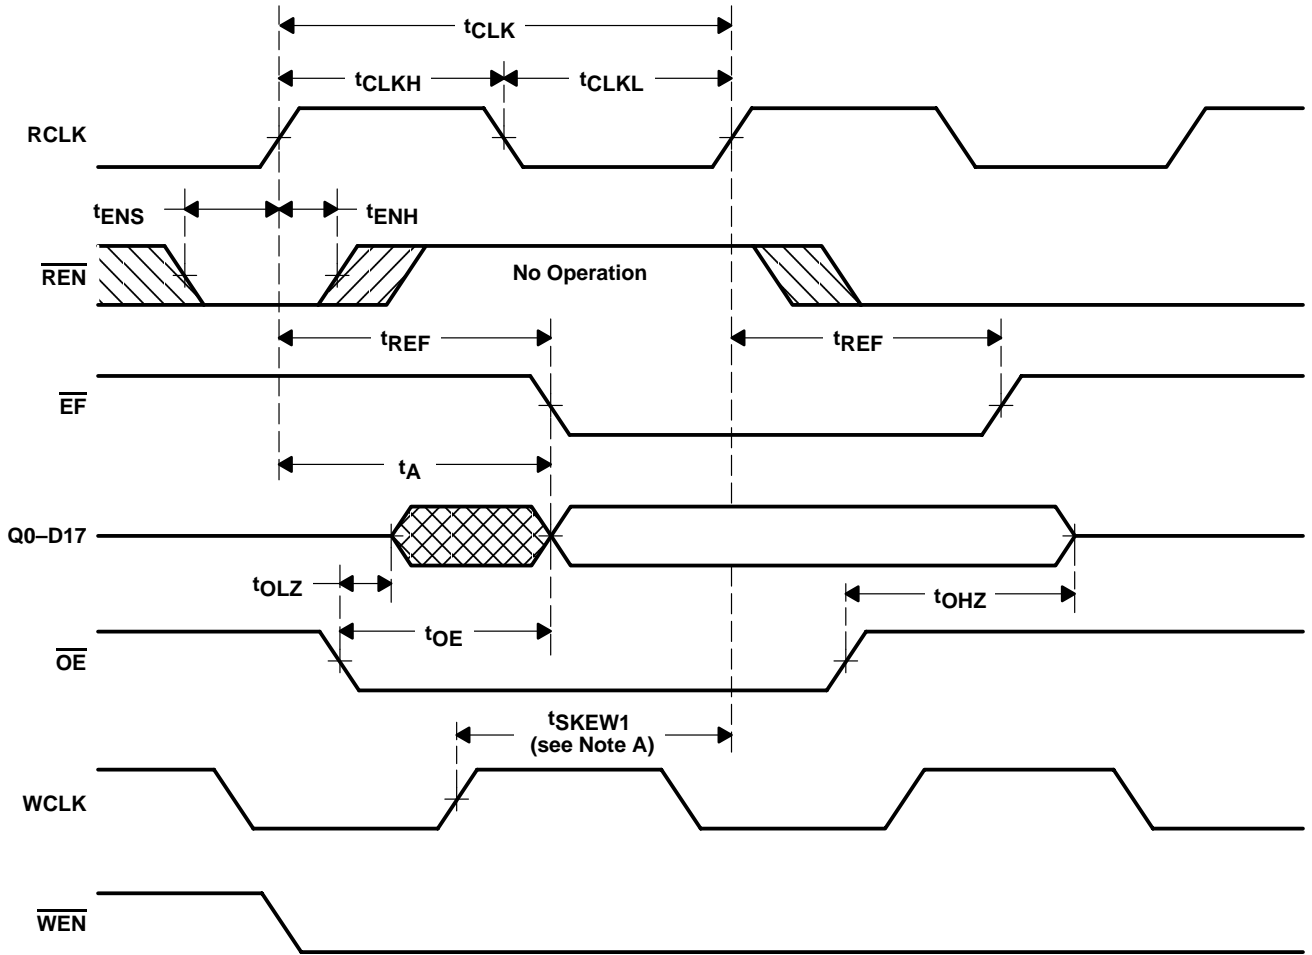 tCLK
tCLKH
tCLKL
RCLK
tENS
tENH
REN
No Operation
tREF
tREF
EF
tA
Q0–D17
tOLZ
tOHZ
tOE
OE
tSKEW1
(see Note A)
WCLK
WEN